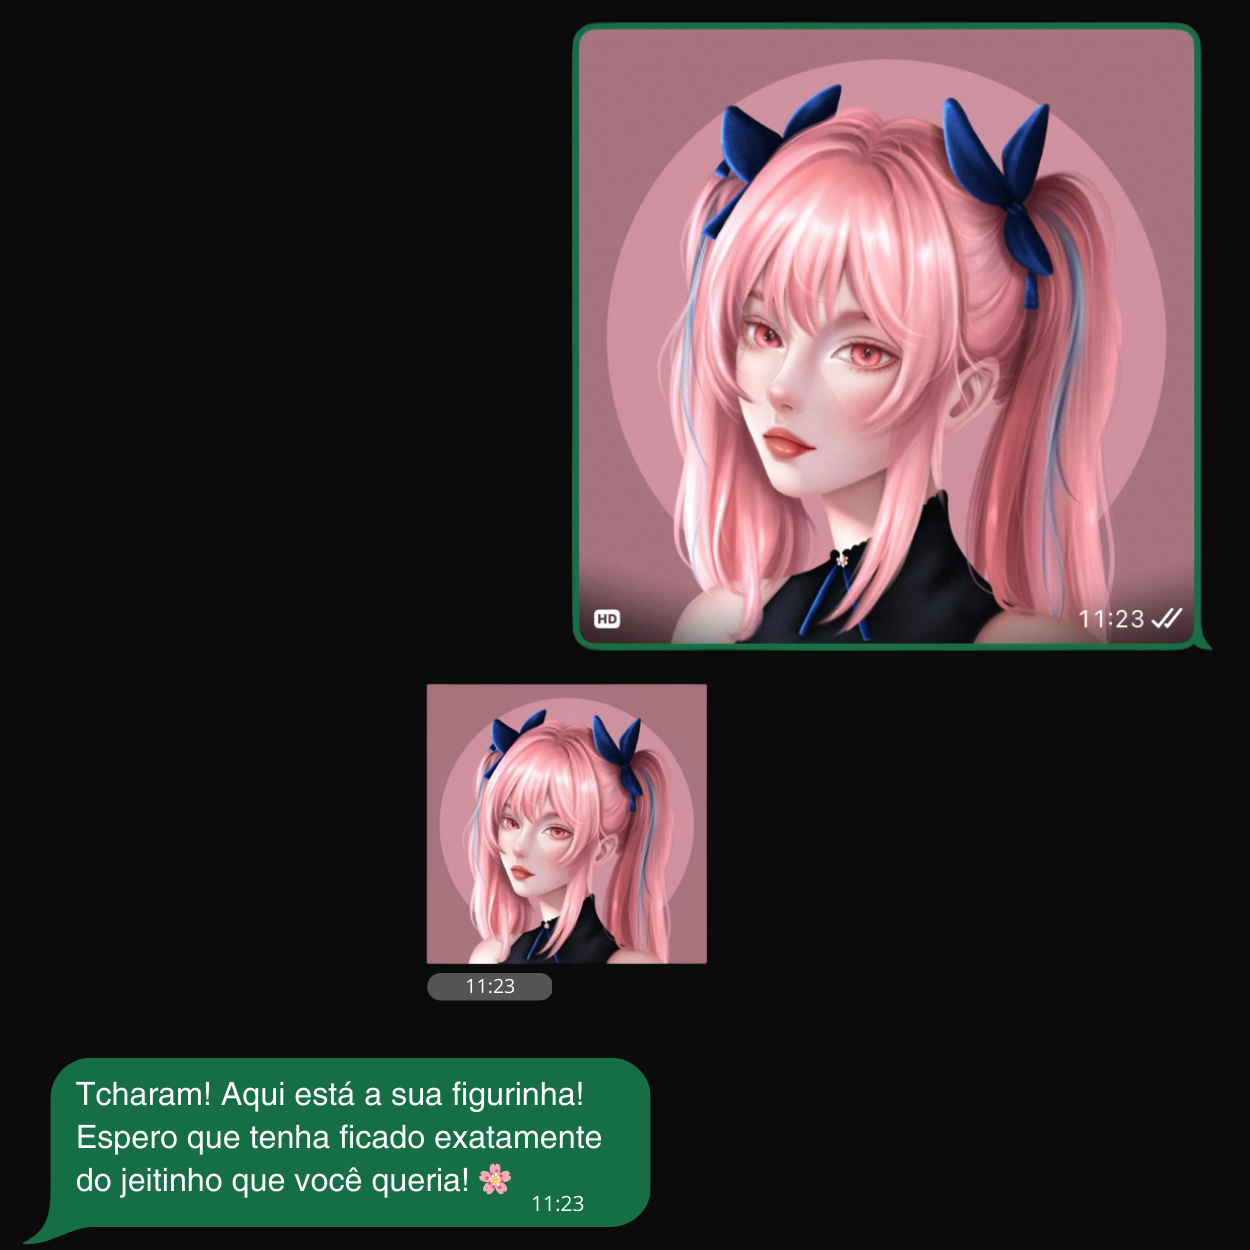 HD
11:23
11:23
Tcharam! Aqui está a sua figurinha!
Espero que tenha ficado exatamente
do jeitinho que você queria! 🌸
11:23